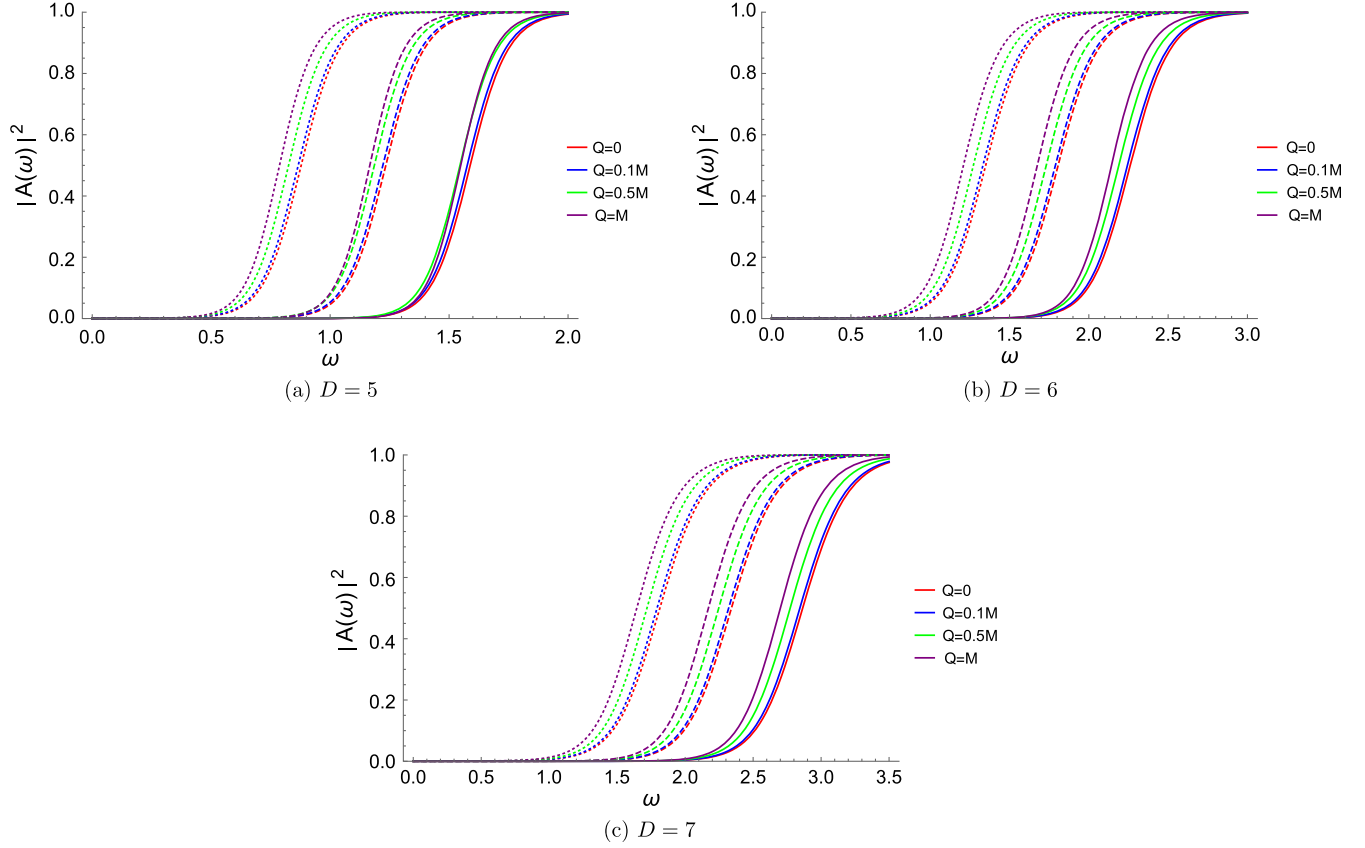 1.0
0.8
0.6
0.4
0.2
0.0
|A(ω)|²
0.0 0.5 1.0 1.5 2.0
ω
Q=0
Q=0.1M
Q=0.5M
Q=M
(a) D = 5
1.0
0.8
0.6
0.4
0.2
0.0
|A(ω)|²
0.0 0.5 1.0 1.5 2.0 2.5 3.0
ω
Q=0
Q=0.1M
Q=0.5M
Q=M
(b) D = 6
1.0
0.8
0.6
0.4
0.2
0.0
|A(ω)|²
0.0 0.5 1.0 1.5 2.0 2.5 3.0 3.5
ω
Q=0
Q=0.1M
Q=0.5M
Q=M
(c) D = 7